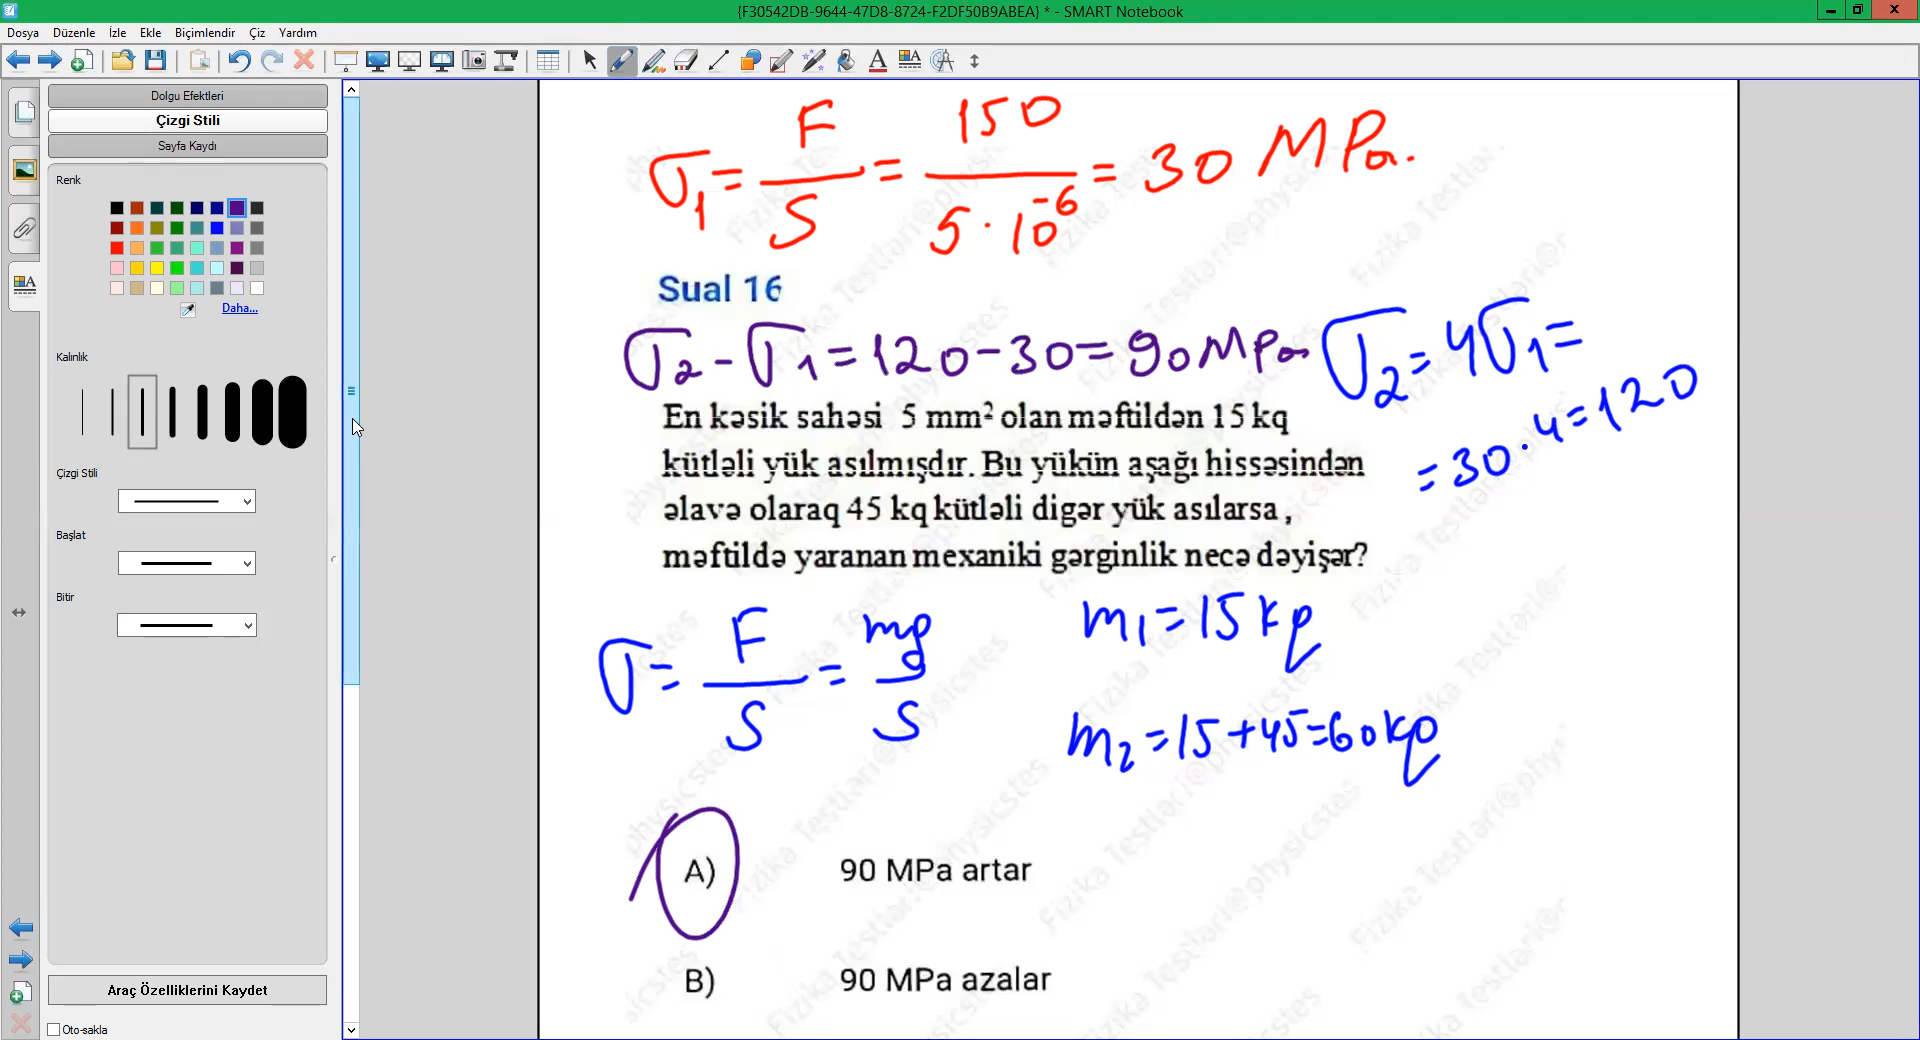 {F30542DB-9644-47D8-8724-F2DF50B9ABEA} * - SMART Notebook
Dosya Düzenle İzle Ekle Biçimlendir Çiz Yardım
Dolgu Efektleri
Çizgi Stili
Sayfa Kaydı
Renk
Daha...
Kalınlık
Çizgi Stili
Başlat
Bitir
Araç Özelliklerini Kaydet
Oto-sakla
σ₁ = F/S = 150/(5·10⁻⁶) = 30 MPa.
Sual 16
σ₂ - σ₁ = 120 - 30 = 90 MPa
σ₂ = 4σ₁ =
= 30·4 = 120
En kəsik sahəsi 5 mm² olan məftildən 15 kq
kütləli yük asılmışdır. Bu yükün aşağı hissəsindən
əlavə olaraq 45 kq kütləli digər yük asılarsa ,
məftildə yaranan mexaniki gərginlik necə dəyişər?
σ = F/S = mg/S
m₁ = 15 kq
m₂ = 15 + 45 = 60 kq
A) 90 MPa artar
B) 90 MPa azalar
Fizika Testləri@physicstes